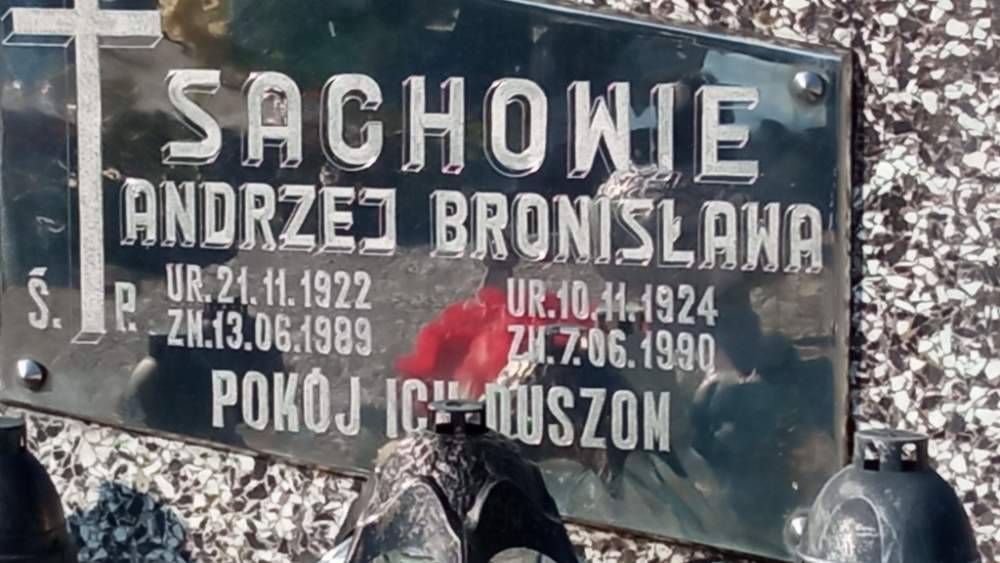 SACHOWIE
ANDRZEJ BRONISŁAWA
Ś. P. UR.21.11.1922 UR.10.11.1924
ZM.13.06.1989 ZM.7.06.1990
POKÓJ ICH DUSZOM